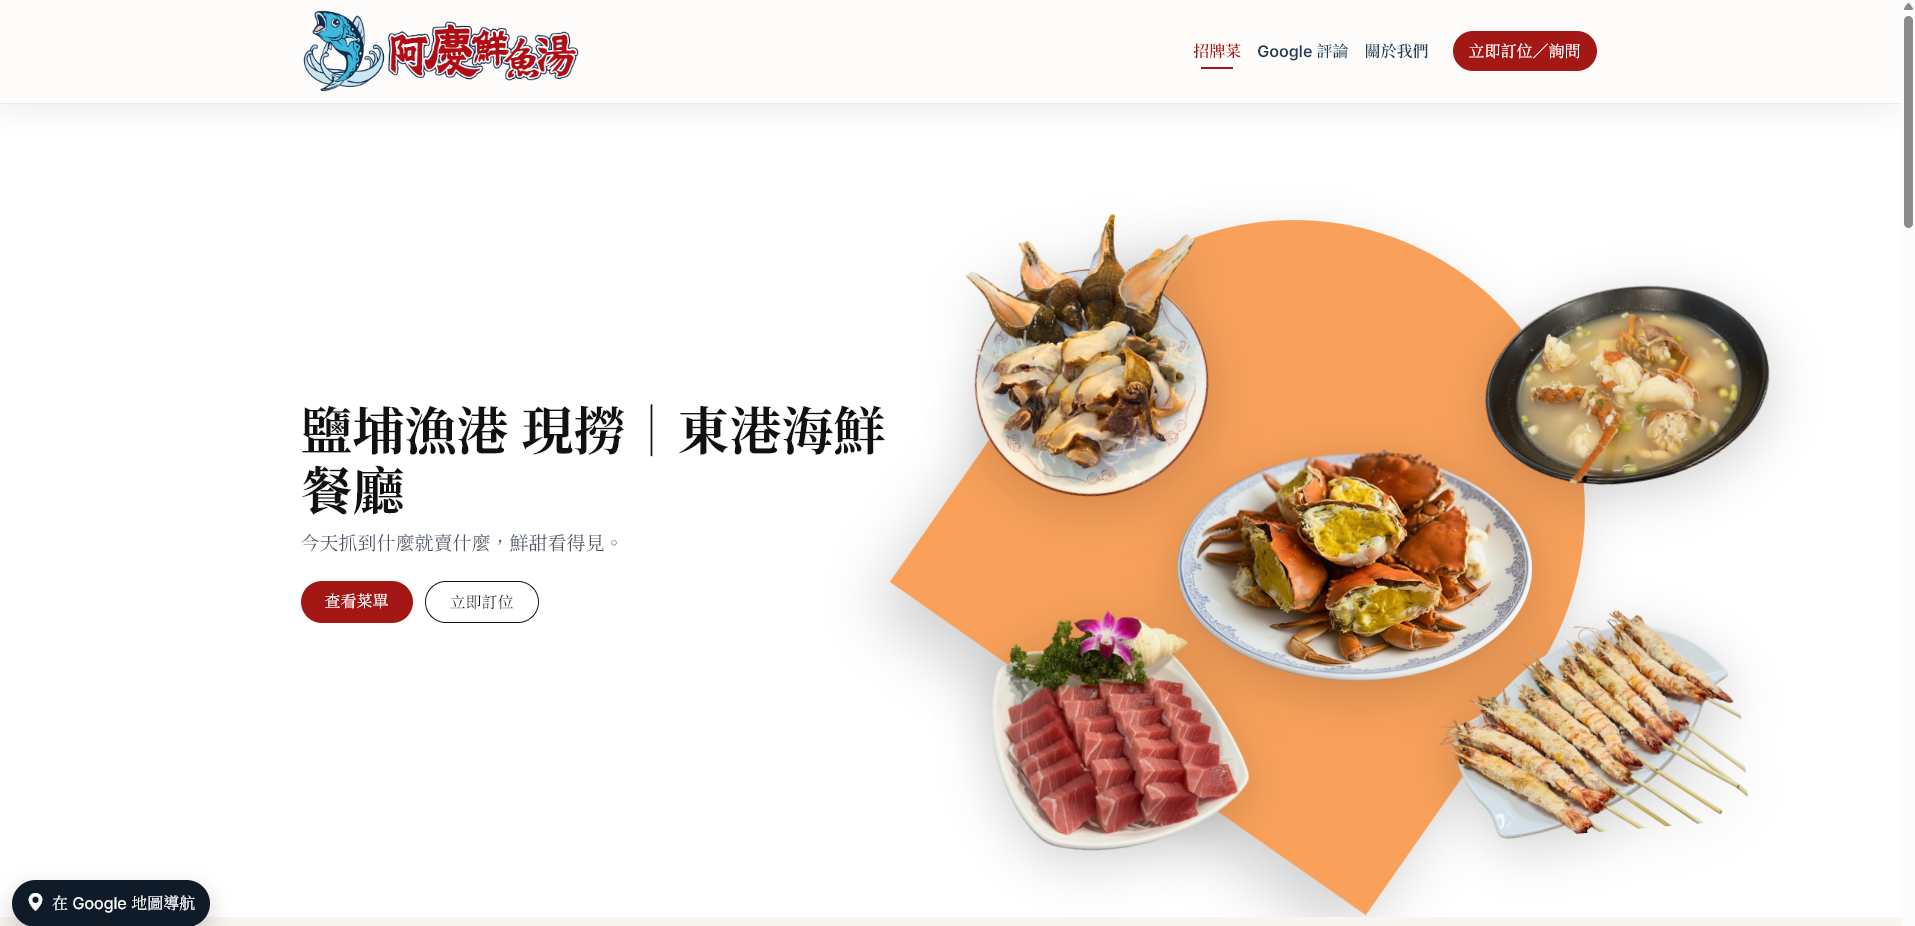 阿慶鮮魚湯
招牌菜 Google 評論 關於我們 立即訂位／詢問
鹽埔漁港 現撈｜東港海鮮
餐廳
今天抓到什麼就賣什麼，鮮甜看得見。
查看菜單 立即訂位
在 Google 地圖導航